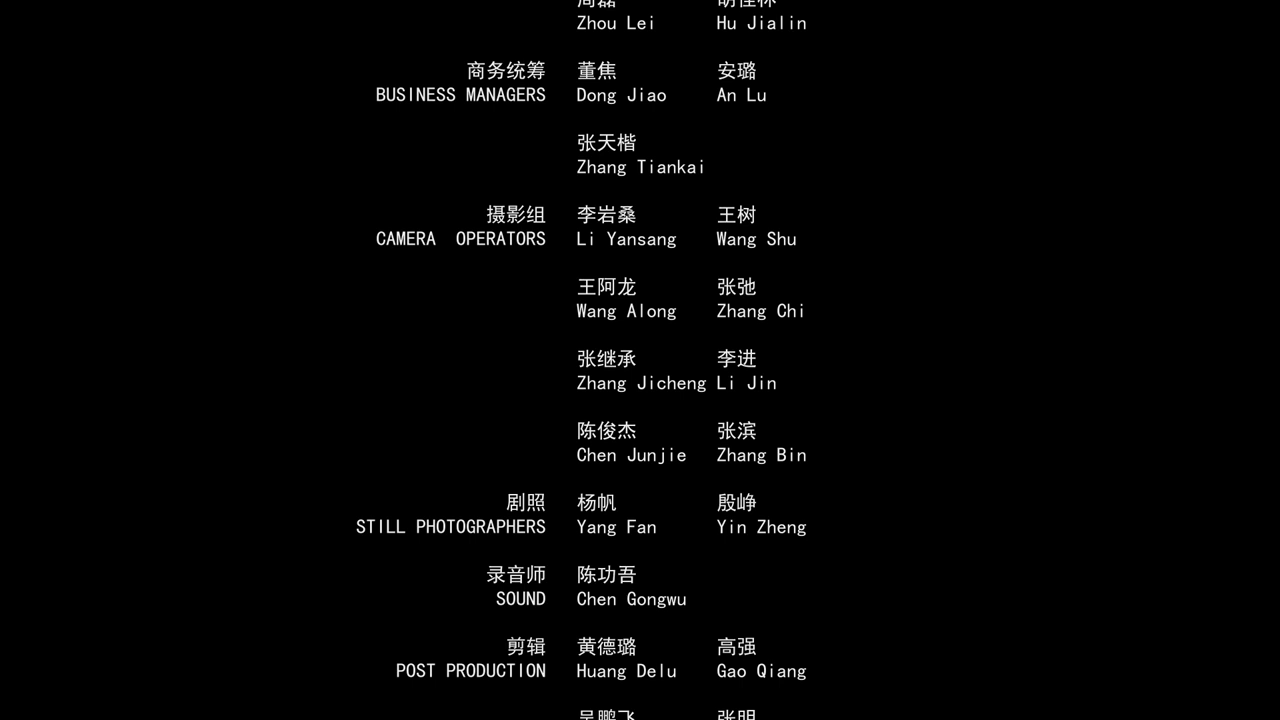 Zhou Lei Hu Jialin
商务统筹 董焦 安璐
BUSINESS MANAGERS Dong Jiao An Lu
张天楷
Zhang Tiankai
摄影组 李岩桑 王树
CAMERA  OPERATORS Li Yansang Wang Shu
王阿龙 张弛
Wang Along Zhang Chi
张继承 李进
Zhang Jicheng Li Jin
陈俊杰 张滨
Chen Junjie Zhang Bin
剧照 杨帆 殷峥
STILL PHOTOGRAPHERS Yang Fan Yin Zheng
录音师 陈功吾
SOUND Chen Gongwu
剪辑 黄德璐 高强
POST PRODUCTION Huang Delu Gao Qiang